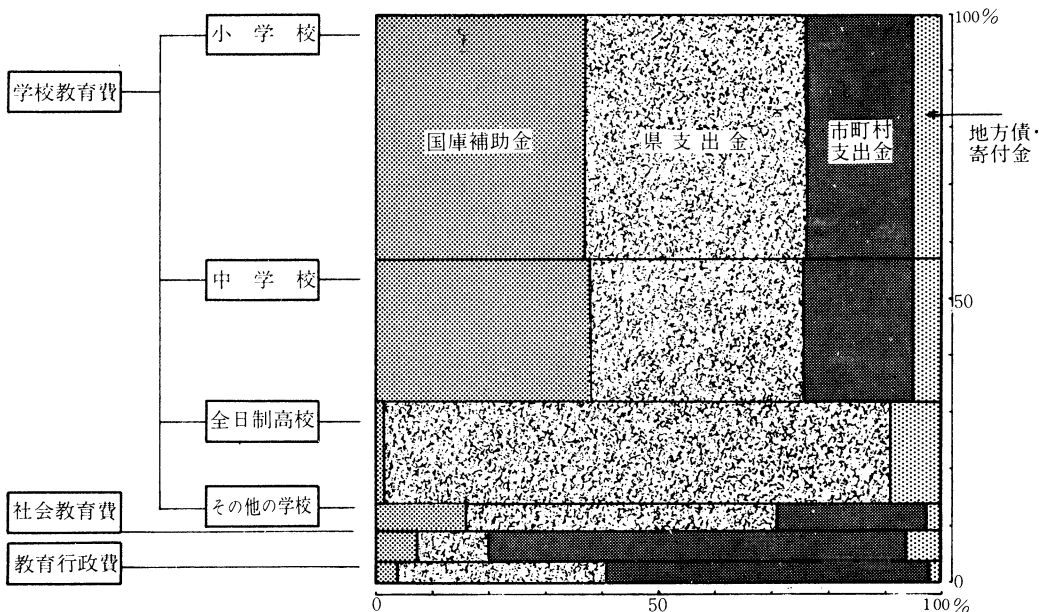 小学校
学校教育費
国庫補助金
県支出金
市町村
支出金
地方債・
寄付金
中学校
全日制高校
その他の学校
社会教育費
教育行政費
100%
50
0
0
50
100%